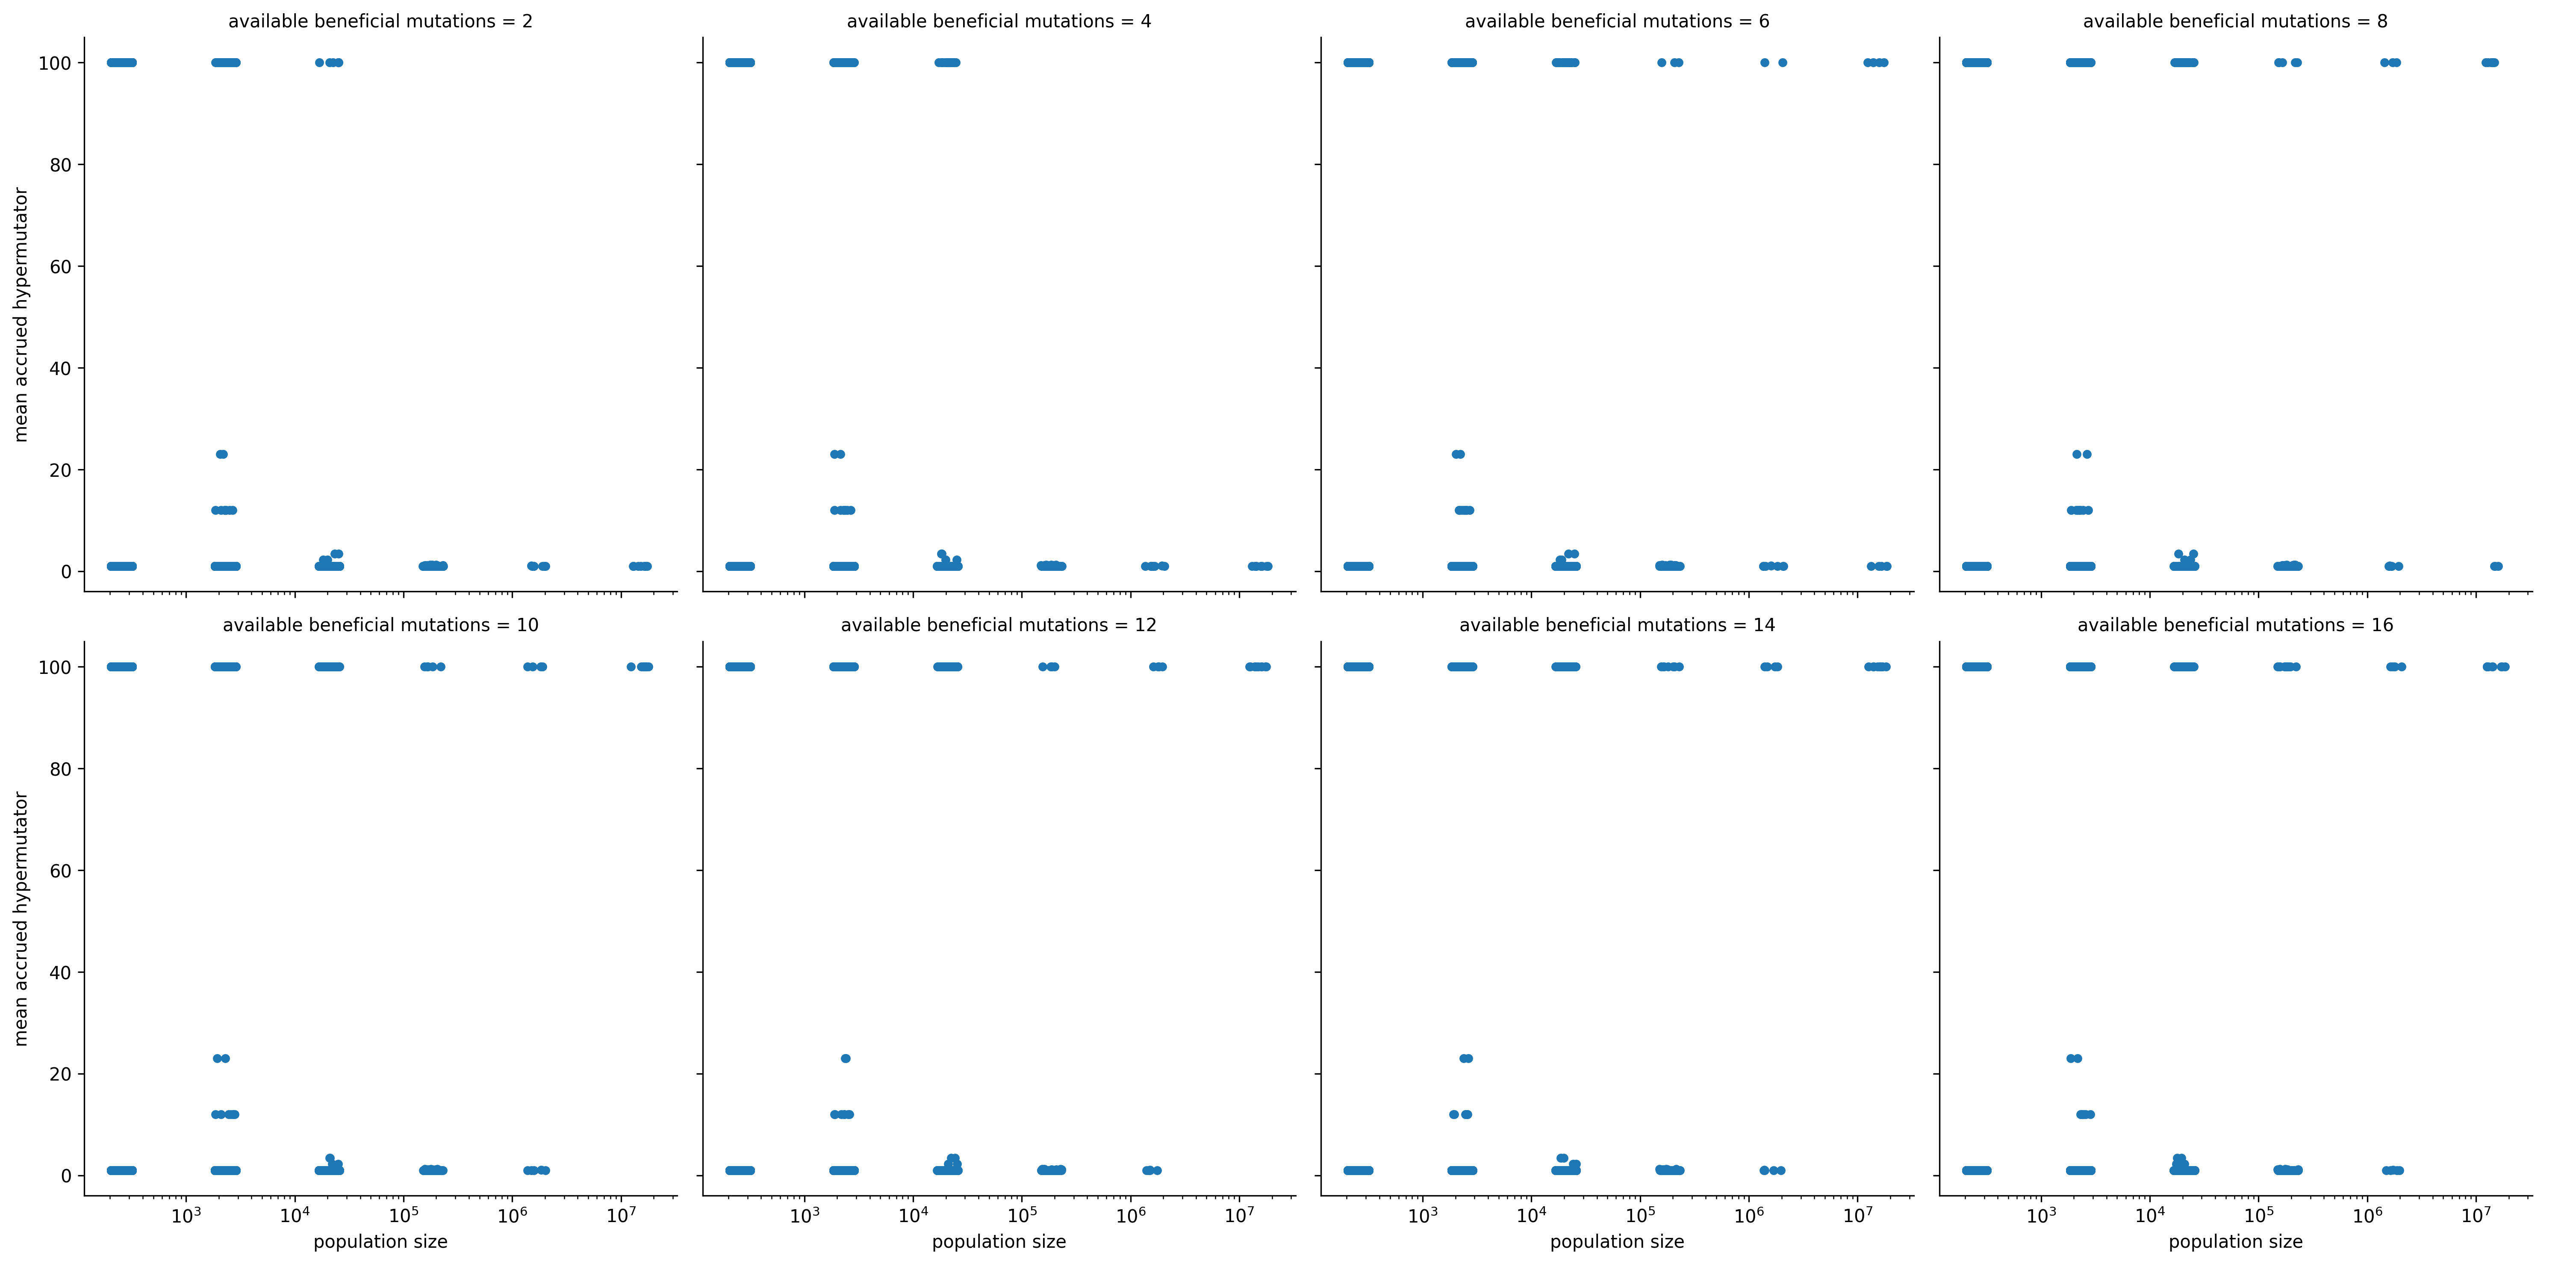 available beneficial mutations = 2
available beneficial mutations = 4
available beneficial mutations = 6
available beneficial mutations = 8
mean accrued hypermutator
100
80
60
40
20
0
available beneficial mutations = 10
available beneficial mutations = 12
available beneficial mutations = 14
available beneficial mutations = 16
mean accrued hypermutator
100
80
60
40
20
0
10³ 10⁴ 10⁵ 10⁶ 10⁷
10³ 10⁴ 10⁵ 10⁶ 10⁷
10³ 10⁴ 10⁵ 10⁶ 10⁷
10³ 10⁴ 10⁵ 10⁶ 10⁷
population size
population size
population size
population size